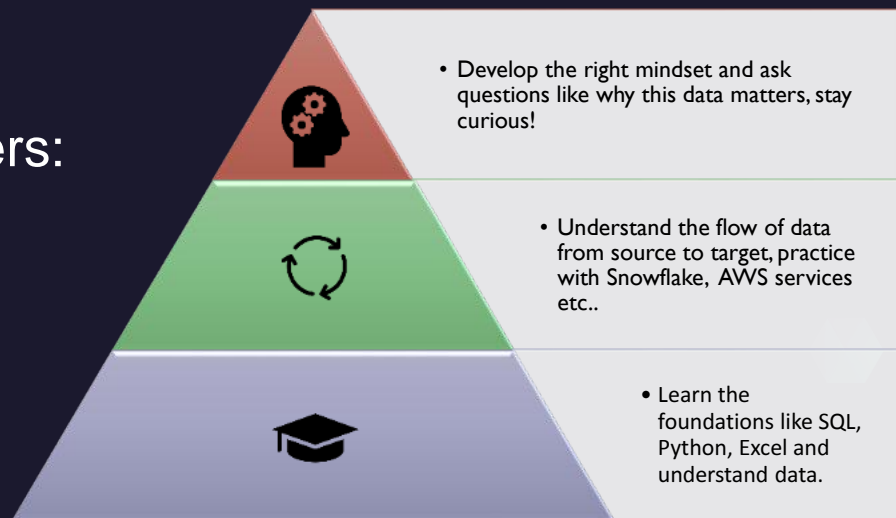 ers:
• Develop the right mindset and ask
questions like why this data matters, stay
curious!
• Understand the flow of data
from source to target, practice
with Snowflake, AWS services
etc..
• Learn the
foundations like SQL,
Python, Excel and
understand data.